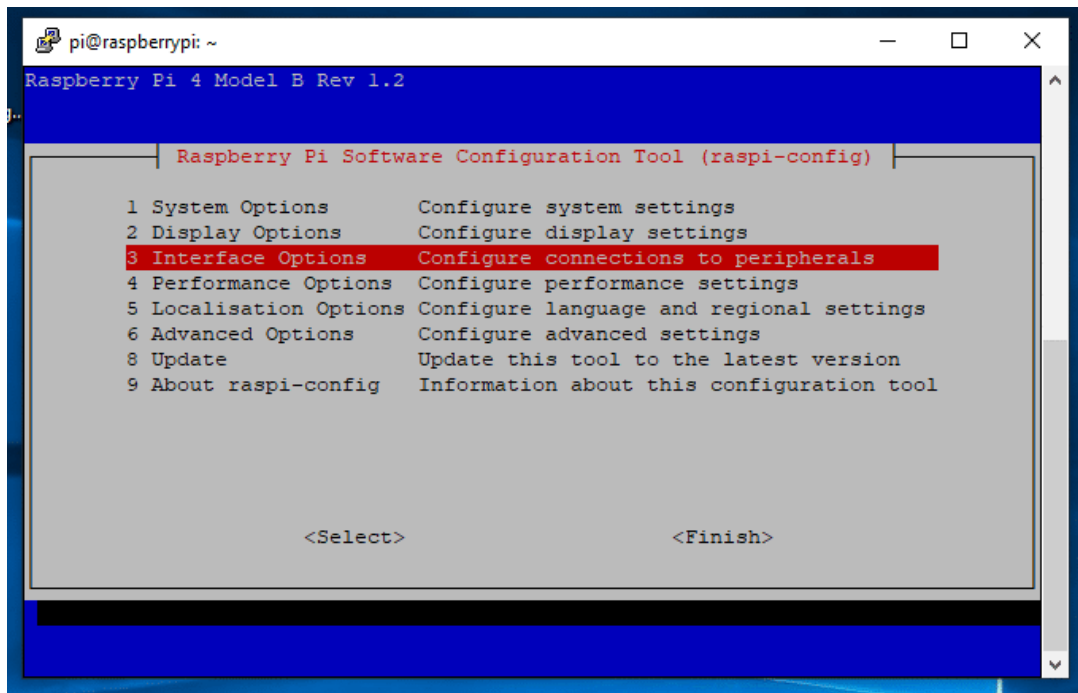 pi@raspberrypi: ~
Raspberry Pi 4 Model B Rev 1.2
Raspberry Pi Software Configuration Tool (raspi-config)
1 System Options Configure system settings
2 Display Options Configure display settings
3 Interface Options Configure connections to peripherals
4 Performance Options Configure performance settings
5 Localisation Options Configure language and regional settings
6 Advanced Options Configure advanced settings
8 Update Update this tool to the latest version
9 About raspi-config Information about this configuration tool
<Select> <Finish>